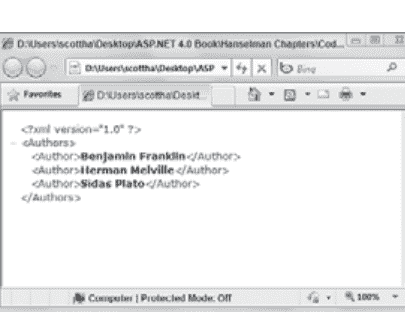 D:\Users\scottha\Desktop\ASP.NET 4.0 Book\Hanselman Chapters\Cod...
D:\Users\scottha\Desktop\ASP
Bing
Favorites
D:\Users\scottha\Deskt...
<?xml version="1.0" ?>
- <Authors>
<Author>Benjamin Franklin</Author>
<Author>Herman Melville</Author>
<Author>Sidas Plato</Author>
</Authors>
Computer | Protected Mode: Off
100%